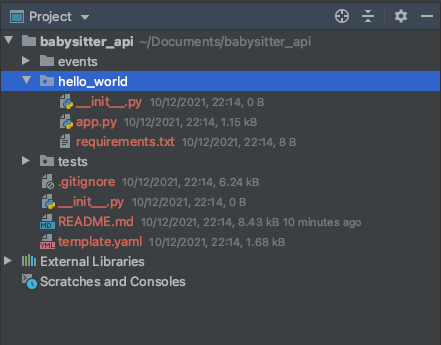 Project
babysitter_api ~/Documents/babysitter_api
events
hello_world
__init__.py 10/12/2021, 22:14, 0 B
app.py 10/12/2021, 22:14, 1.15 kB
requirements.txt 10/12/2021, 22:14, 8 B
tests
.gitignore 10/12/2021, 22:14, 6.24 kB
__init__.py 10/12/2021, 22:14, 0 B
MD README.md 10/12/2021, 22:14, 8.43 kB 10 minutes ago
YML template.yaml 10/12/2021, 22:14, 1.68 kB
External Libraries
Scratches and Consoles